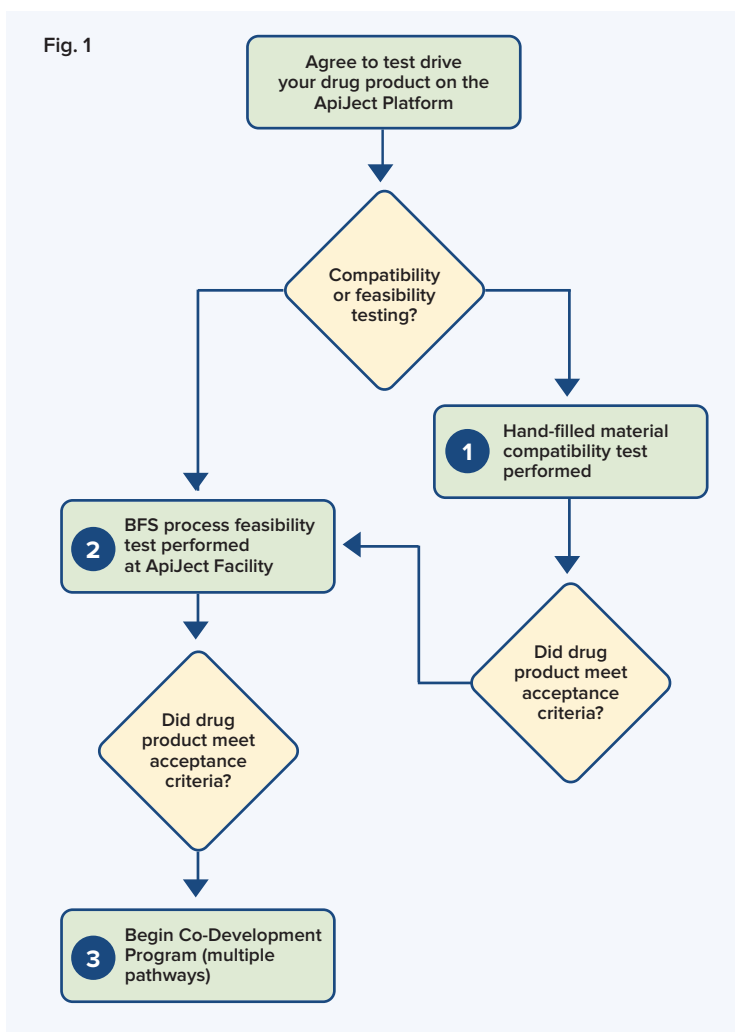 Fig. 1
Agree to test drive
your drug product on the
ApiJect Platform
Compatibility
or feasibility
testing?
1
Hand-filled material
compatibility test
performed
2
BFS process feasibility
test performed
at ApiJect Facility
Did drug
product meet
acceptance
criteria?
Did drug
product meet
acceptance
criteria?
3
Begin Co-Development
Program (multiple
pathways)